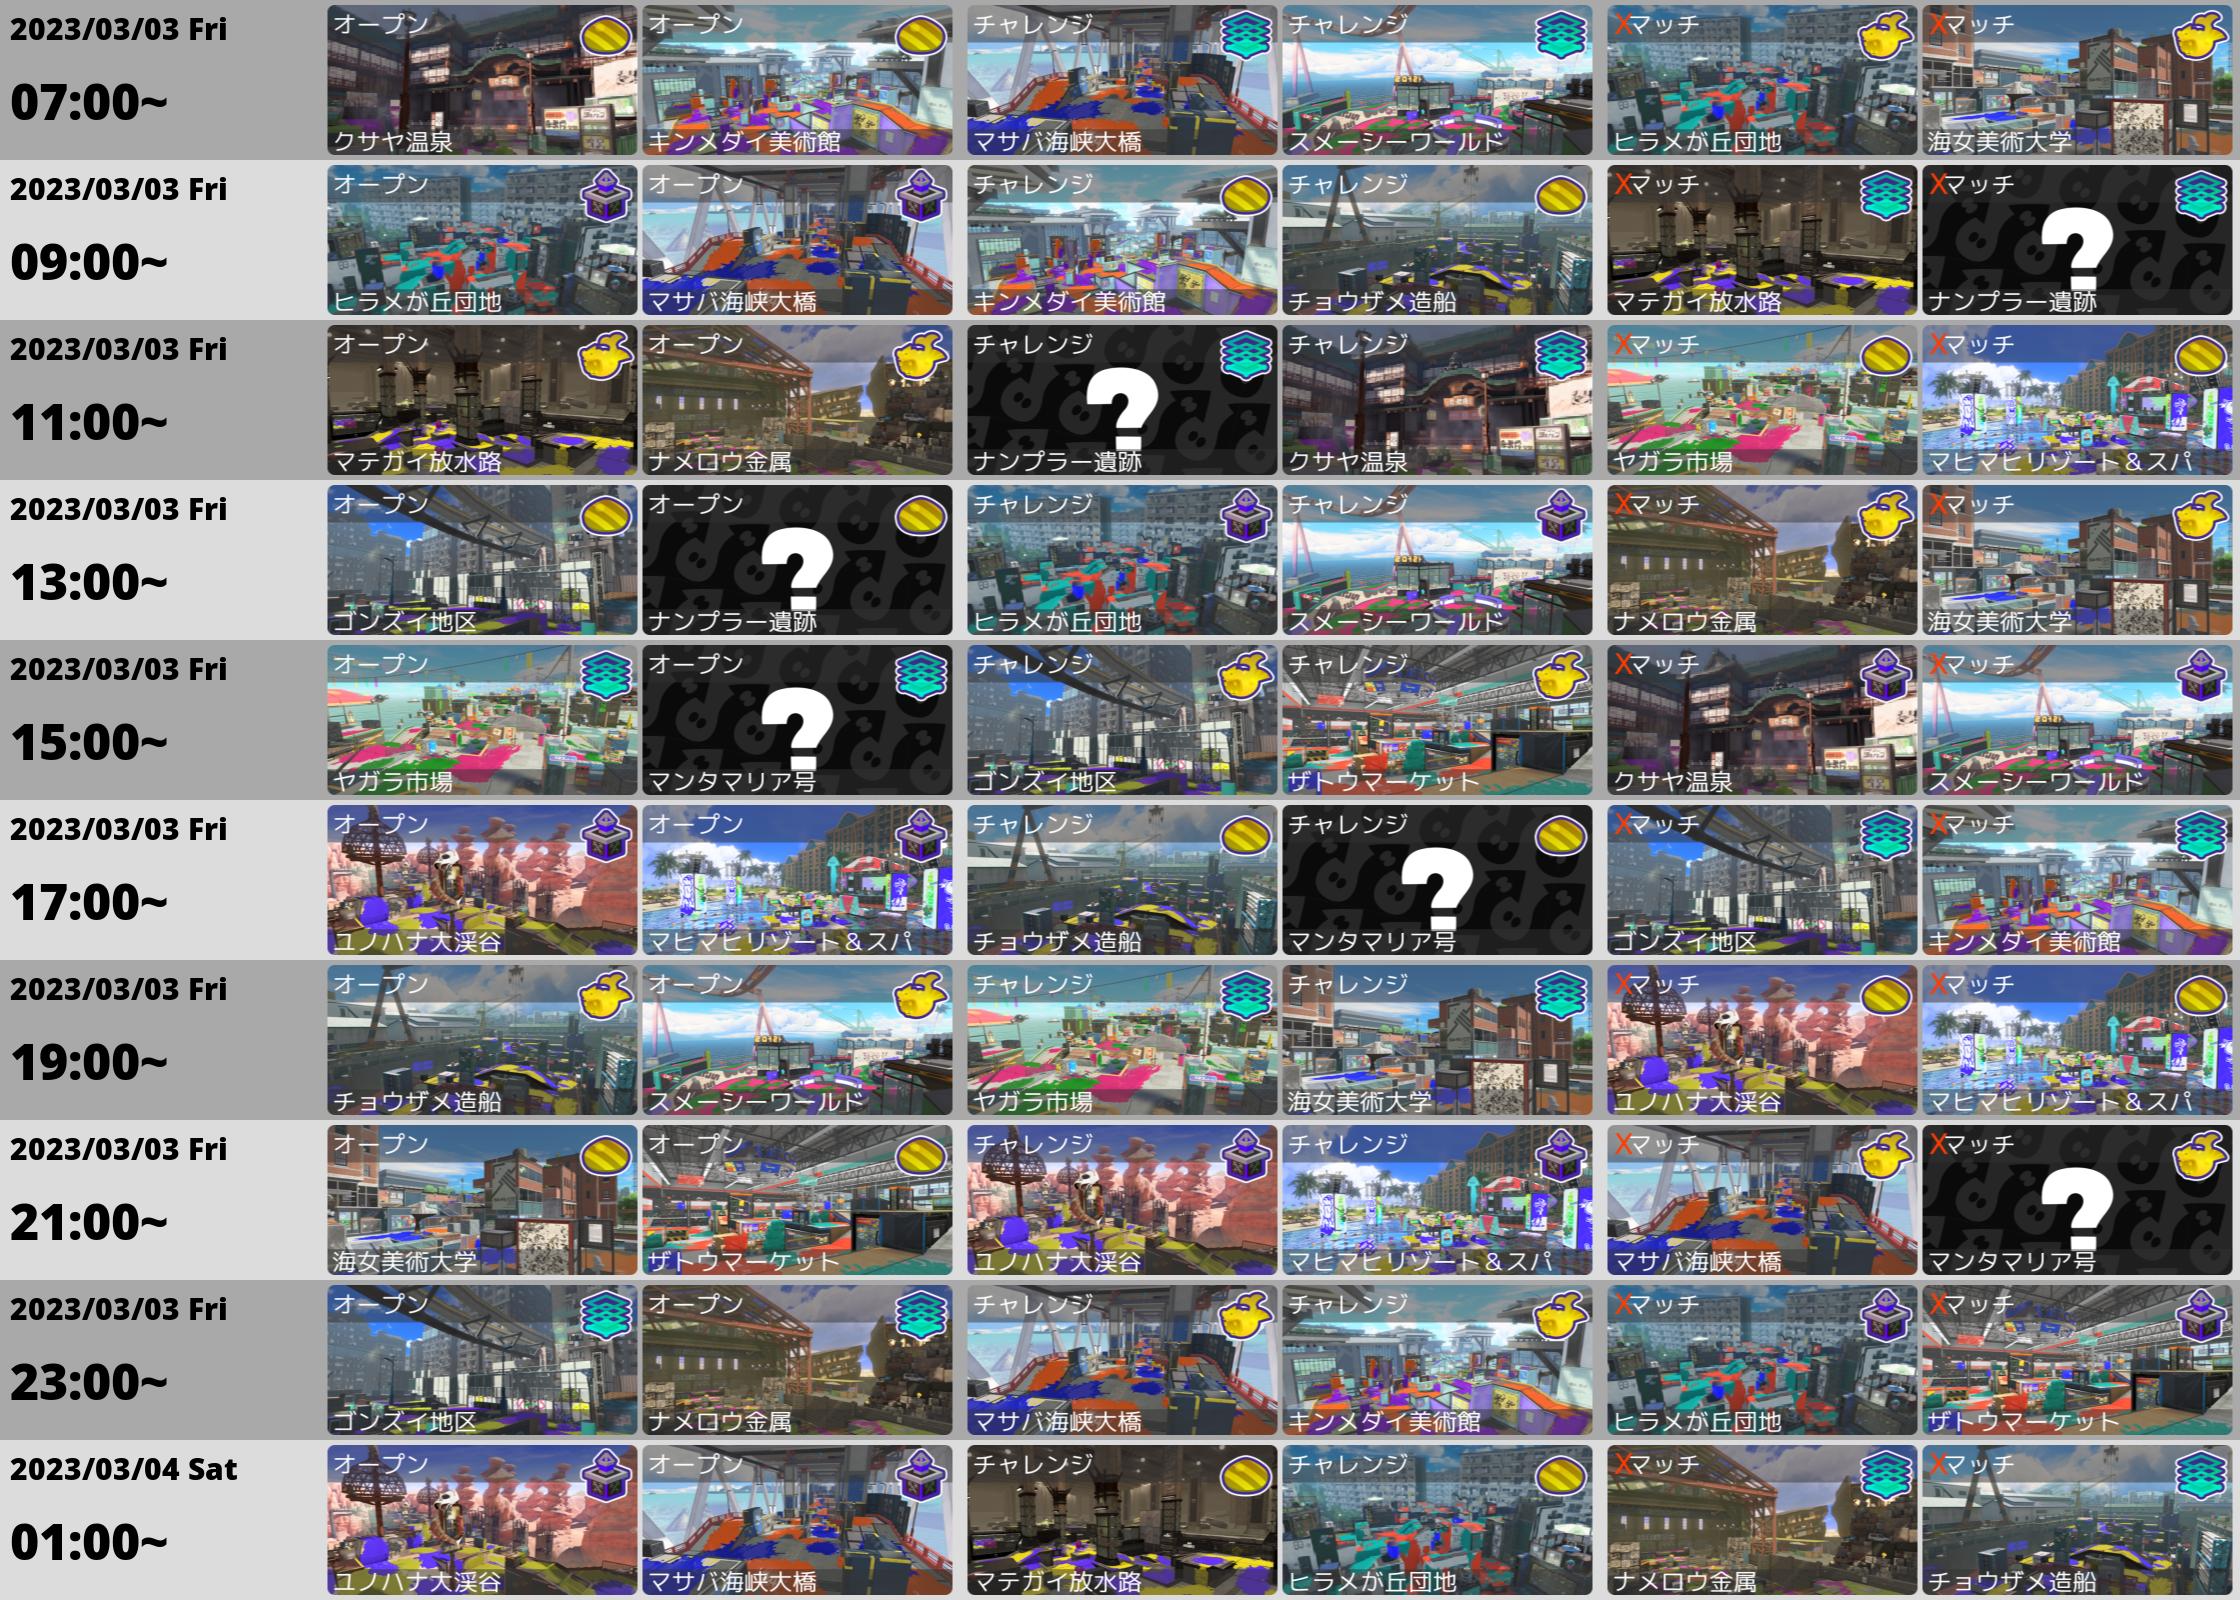 2023/03/03 Fri
07:00~
オープン
クサヤ温泉
オープン
キンメダイ美術館
チャレンジ
マサバ海峡大橋
チャレンジ
スメーシーワールド
Xマッチ
ヒラメが丘団地
Xマッチ
海女美術大学
2023/03/03 Fri
09:00~
オープン
ヒラメが丘団地
オープン
マサバ海峡大橋
チャレンジ
キンメダイ美術館
チャレンジ
チョウザメ造船
Xマッチ
マテガイ放水路
Xマッチ
?
ナンプラー遺跡
2023/03/03 Fri
11:00~
オープン
マテガイ放水路
オープン
ナメロウ金属
チャレンジ
?
ナンプラー遺跡
チャレンジ
クサヤ温泉
Xマッチ
ヤガラ市場
Xマッチ
マヒマヒリゾート&スパ
2023/03/03 Fri
13:00~
オープン
ゴンズイ地区
オープン
?
ナンプラー遺跡
チャレンジ
ヒラメが丘団地
チャレンジ
スメーシーワールド
Xマッチ
ナメロウ金属
Xマッチ
海女美術大学
2023/03/03 Fri
15:00~
オープン
ヤガラ市場
オープン
?
マンタマリア号
チャレンジ
ゴンズイ地区
チャレンジ
ザトウマーケット
Xマッチ
クサヤ温泉
Xマッチ
スメーシーワールド
2023/03/03 Fri
17:00~
オープン
ユノハナ大渓谷
オープン
マヒマヒリゾート&スパ
チャレンジ
チョウザメ造船
チャレンジ
?
マンタマリア号
Xマッチ
ゴンズイ地区
Xマッチ
キンメダイ美術館
2023/03/03 Fri
19:00~
オープン
チョウザメ造船
オープン
スメーシーワールド
チャレンジ
ヤガラ市場
チャレンジ
海女美術大学
Xマッチ
ユノハナ大渓谷
Xマッチ
マヒマヒリゾート&スパ
2023/03/03 Fri
21:00~
オープン
海女美術大学
オープン
ザトウマーケット
チャレンジ
ユノハナ大渓谷
チャレンジ
マヒマヒリゾート&スパ
Xマッチ
マサバ海峡大橋
Xマッチ
?
マンタマリア号
2023/03/03 Fri
23:00~
オープン
ゴンズイ地区
オープン
ナメロウ金属
チャレンジ
マサバ海峡大橋
チャレンジ
キンメダイ美術館
Xマッチ
ヒラメが丘団地
Xマッチ
ザトウマーケット
2023/03/04 Sat
01:00~
オープン
ユノハナ大渓谷
オープン
マサバ海峡大橋
チャレンジ
マテガイ放水路
チャレンジ
ヒラメが丘団地
Xマッチ
ナメロウ金属
Xマッチ
チョウザメ造船